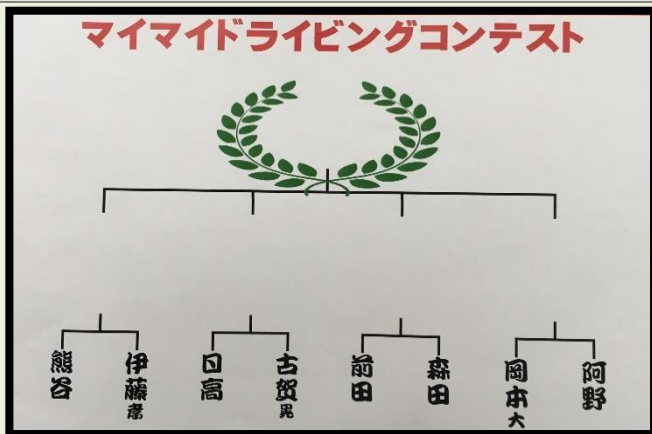 マイマイドライビングコンテスト
熊谷
伊藤彦
日高
古賀晃
前田
森田
岡本大
阿野